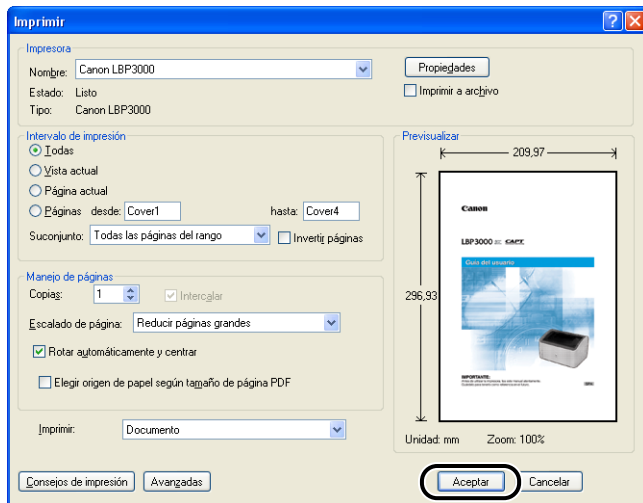 Imprimir
Impresora
Nombre: Canon LBP3000
Propiedades
Estado: Listo
Imprimir a archivo
Tipo: Canon LBP3000
Intervalo de impresión
Todas
Vista actual
Página actual
Páginas desde: Cover1 hasta: Cover4
Suconjunto: Todas las páginas del rango
Invertir páginas
Manejo de páginas
Copias: 1
Intercalar
Escalado de página: Reducir páginas grandes
Rotar automáticamente y centrar
Elegir origen de papel según tamaño de página PDF
Imprimir: Documento
Previsualizar
209,97
296,93
Canon
LBP3000 CAPT
Guía del usuario
IMPORTANTE:
Unidad: mm Zoom: 100%
Consejos de impresión
Avanzadas
Aceptar
Cancelar